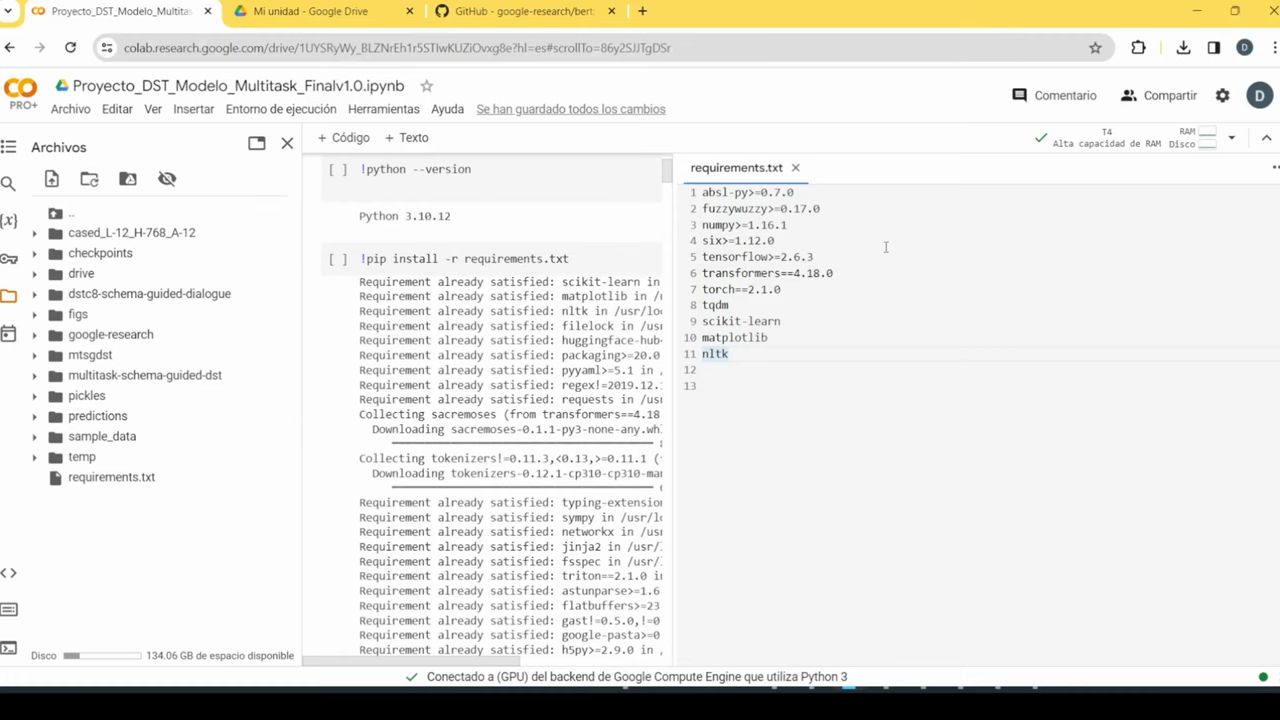 Proyecto_DST_Modelo_Multitas
Mi unidad - Google Drive
GitHub - google-research/bert
colab.research.google.com/drive/1UYSRyWy_BLZNrEh1r5STIwKUZiOvxg8e?hl=es#scrollTo=86y2SJJTgDSr
D
CO
PRO+
Proyecto_DST_Modelo_Multitask_Finalv1.0.ipynb
Archivo Editar Ver Insertar Entorno de ejecución Herramientas Ayuda Se han guardado todos los cambios
Comentario Compartir D
Archivos
+ Código + Texto
T4
Alta capacidad de RAM
RAM
Disco
..
cased_L-12_H-768_A-12
checkpoints
drive
dstc8-schema-guided-dialogue
figs
google-research
mtsgdst
multitask-schema-guided-dst
pickles
predictions
sample_data
temp
requirements.txt
Disco 134.06 GB de espacio disponible
[ ] !python --version
Python 3.10.12
[ ] !pip install -r requirements.txt
Requirement already satisfied: scikit-learn in
Requirement already satisfied: matplotlib in /u
Requirement already satisfied: nltk in /usr/lo
Requirement already satisfied: filelock in /us
Requirement already satisfied: huggingface-hub
Requirement already satisfied: packaging>=20.0
Requirement already satisfied: pyyaml>=5.1 in /
Requirement already satisfied: regex!=2019.12.
Requirement already satisfied: requests in /us
Collecting sacremoses (from transformers==4.18
Downloading sacremoses-0.1.1-py3-none-any.wh
Collecting tokenizers!=0.11.3,<0.13,>=0.11.1 (
Downloading tokenizers-0.12.1-cp310-cp310-ma
Requirement already satisfied: typing-extension
Requirement already satisfied: sympy in /usr/l
Requirement already satisfied: networkx in /us
Requirement already satisfied: jinja2 in /usr/
Requirement already satisfied: fsspec in /usr/l
Requirement already satisfied: triton==2.1.0 i
Requirement already satisfied: astunparse>=1.6
Requirement already satisfied: flatbuffers>=23
Requirement already satisfied: gast!=0.5.0,!=0
Requirement already satisfied: google-pasta>=0
Requirement already satisfied: h5py>=2.9.0 in /
requirements.txt
1 absl-py>=0.7.0
2 fuzzywuzzy>=0.17.0
3 numpy>=1.16.1
4 six>=1.12.0
5 tensorflow>=2.6.3
6 transformers==4.18.0
7 torch==2.1.0
8 tqdm
9 scikit-learn
10 matplotlib
11 nltk
12
13
Conectado a (GPU) del backend de Google Compute Engine que utiliza Python 3